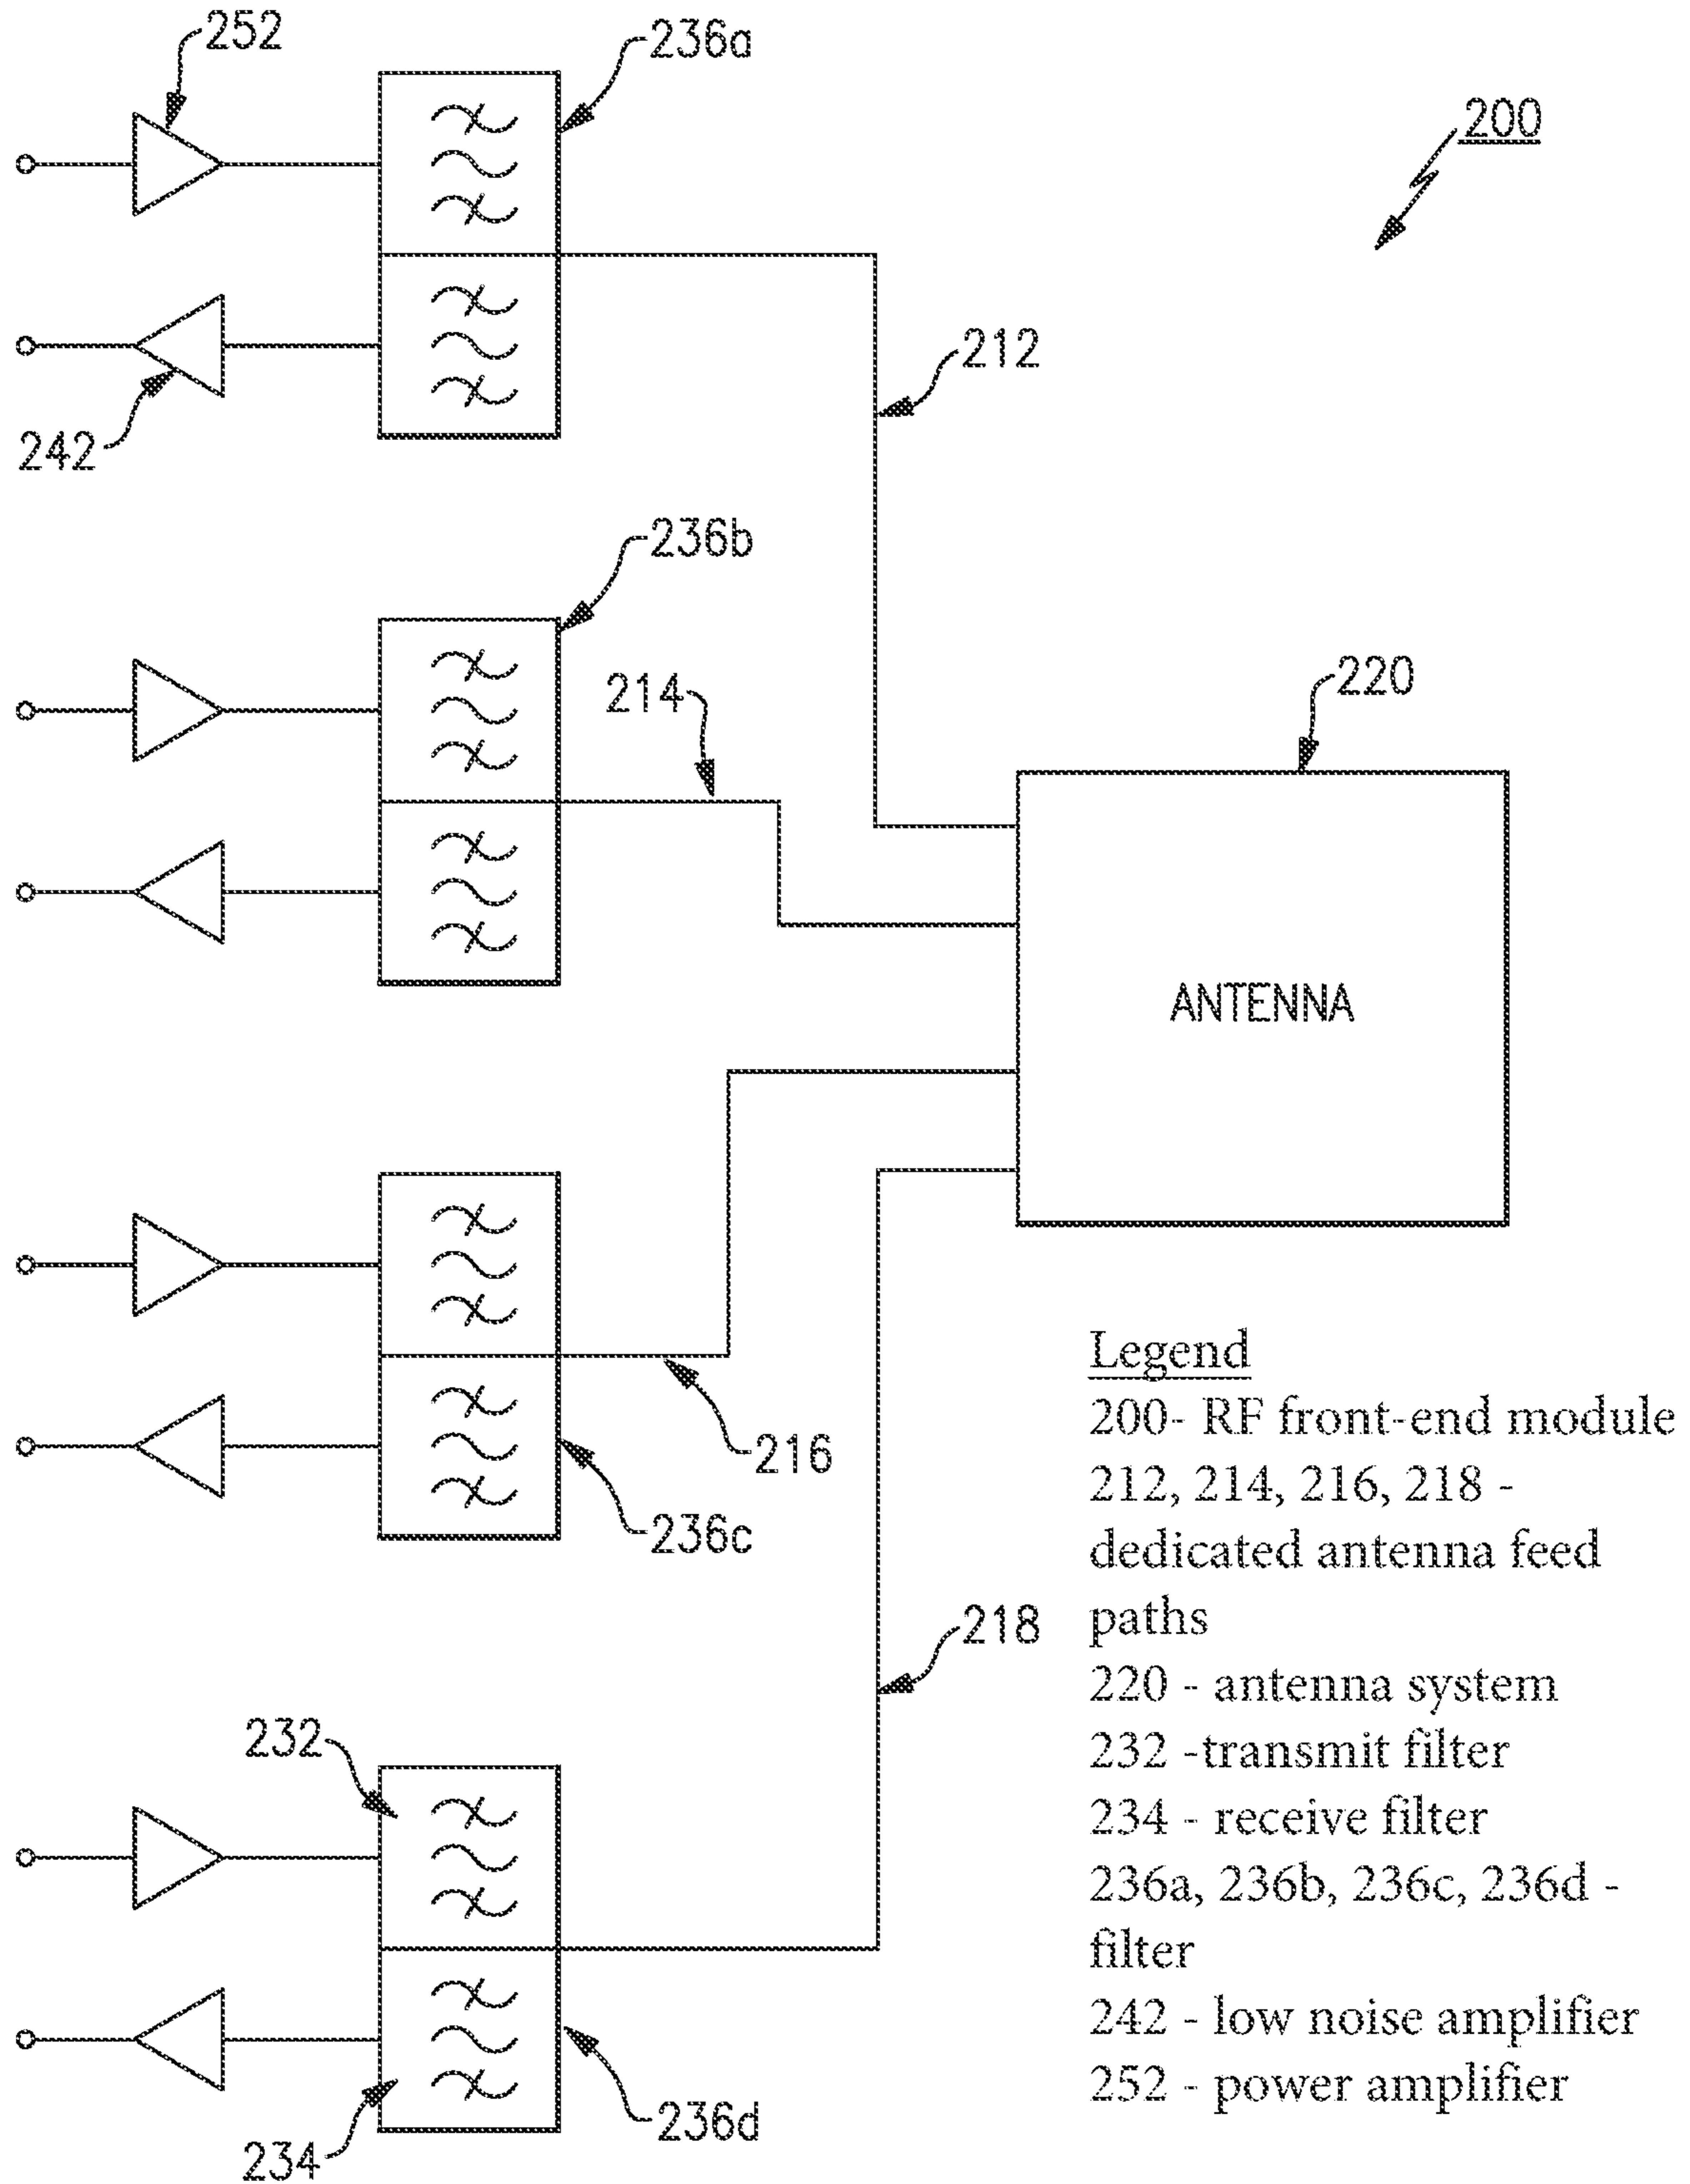 252
236a
200
242
212
236b
214
220
ANTENNA
216
236c
218
232
234
236d
Legend
200- RF front-end module
212, 214, 216, 218 -
dedicated antenna feed
paths
220 - antenna system
232 -transmit filter
234 - receive filter
236a, 236b, 236c, 236d -
filter
242 - low noise amplifier
252 - power amplifier